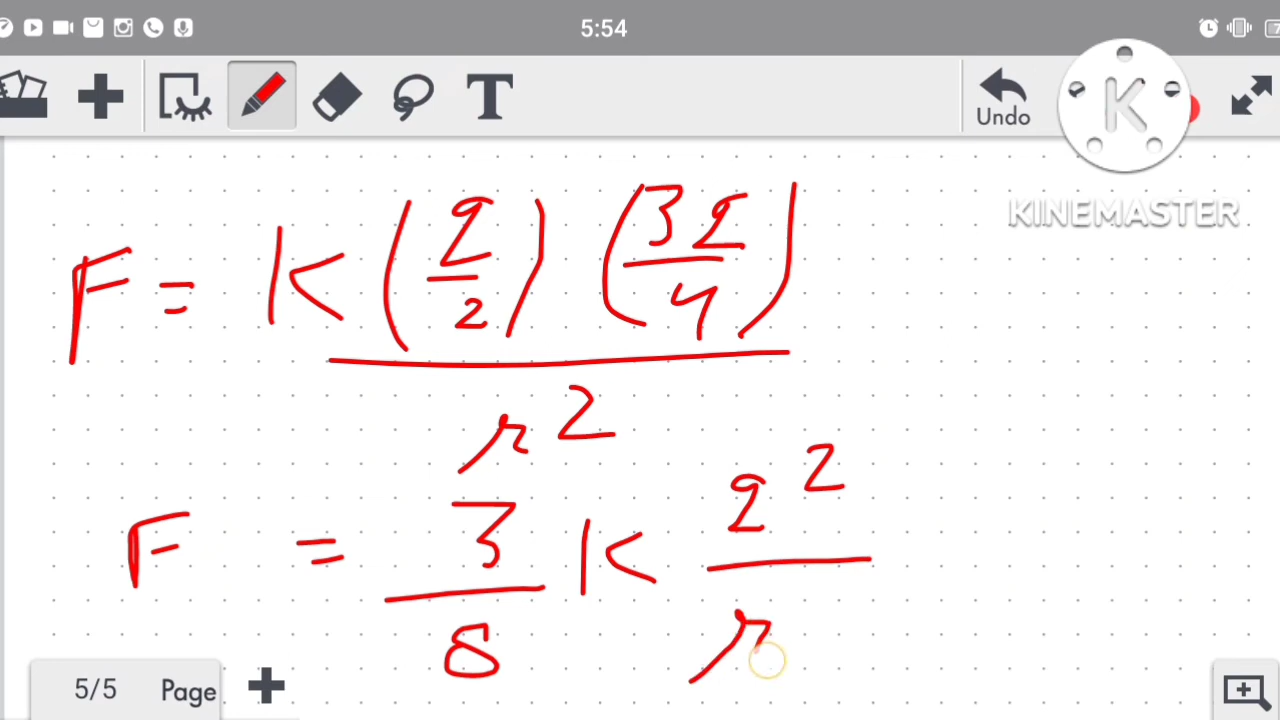 5:54
T
Undo
K
KINEMASTER
F = K (q/2) (3q/4) / r²
F = 3/8 K q²/r
5/5 Page